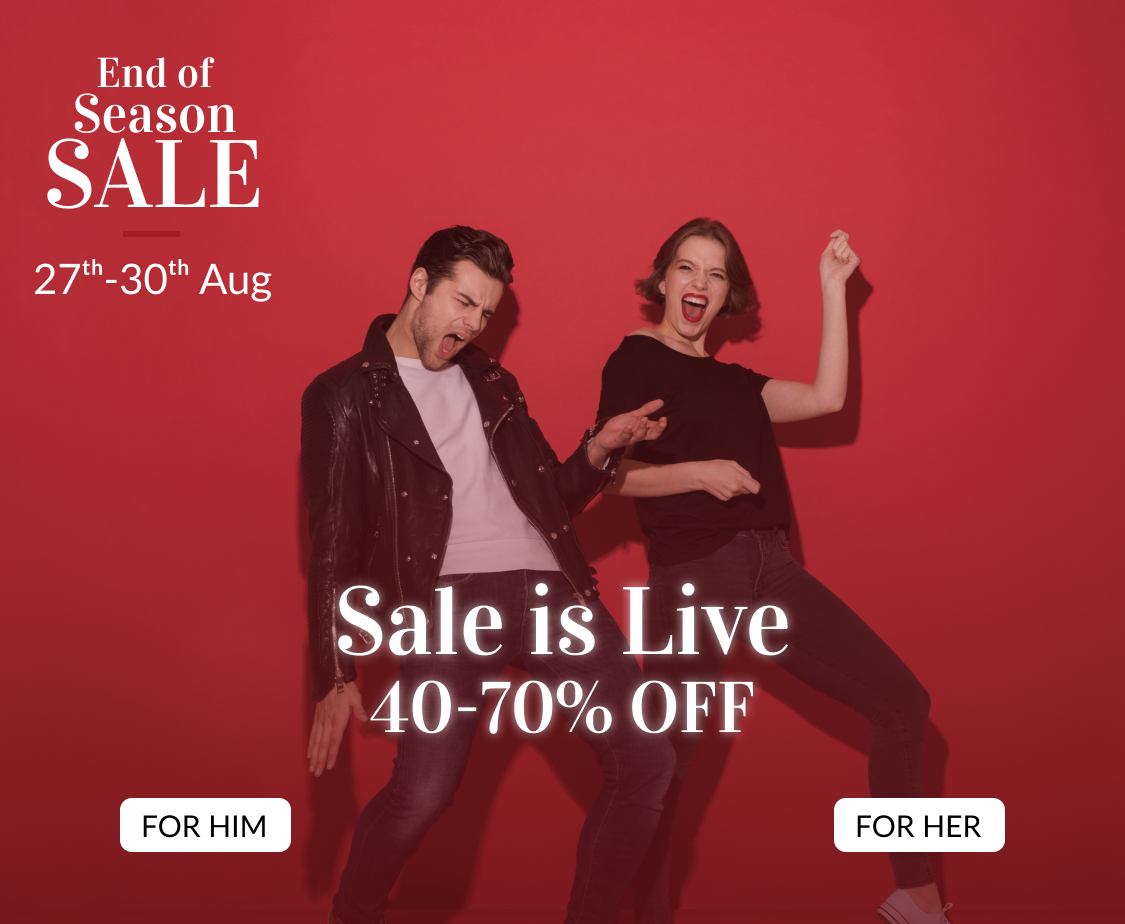 End of
Season
SALE
27th-30th Aug
Sale is Live
40-70% OFF
FOR HIM
FOR HER